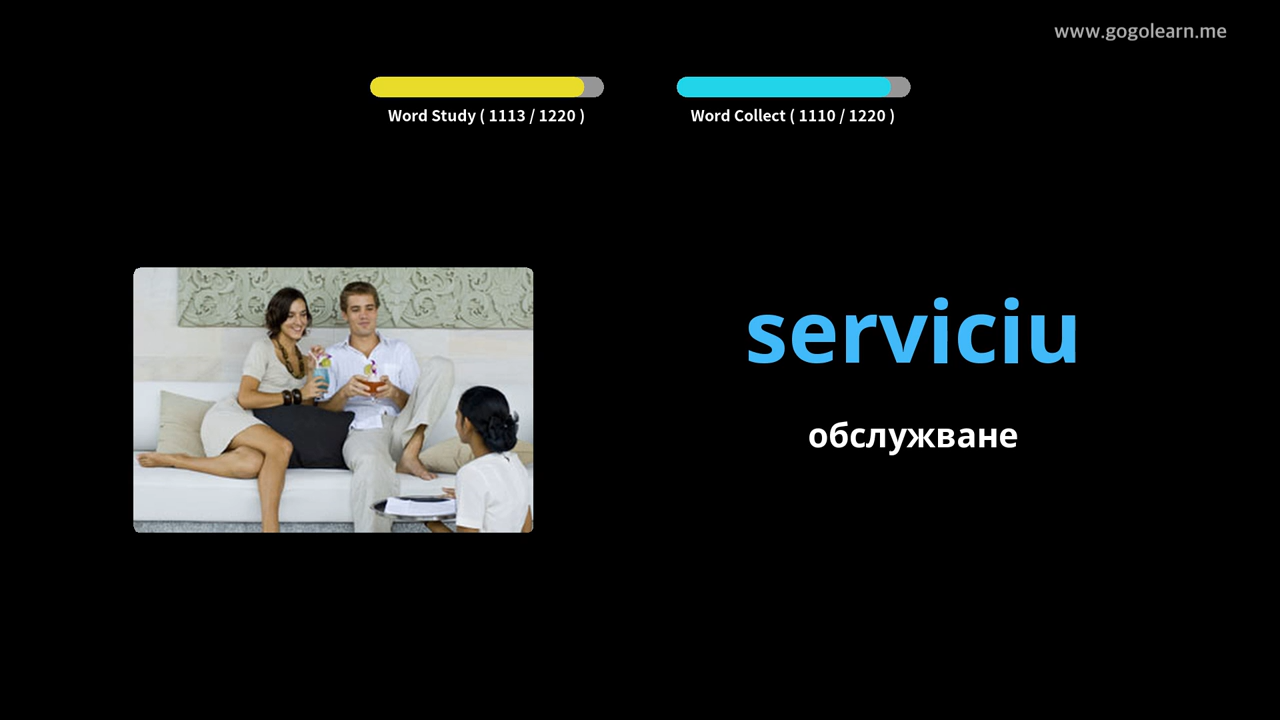 www.gogolearn.me
Word Study ( 1113 / 1220 )
Word Collect ( 1110 / 1220 )
serviciu
обслужване